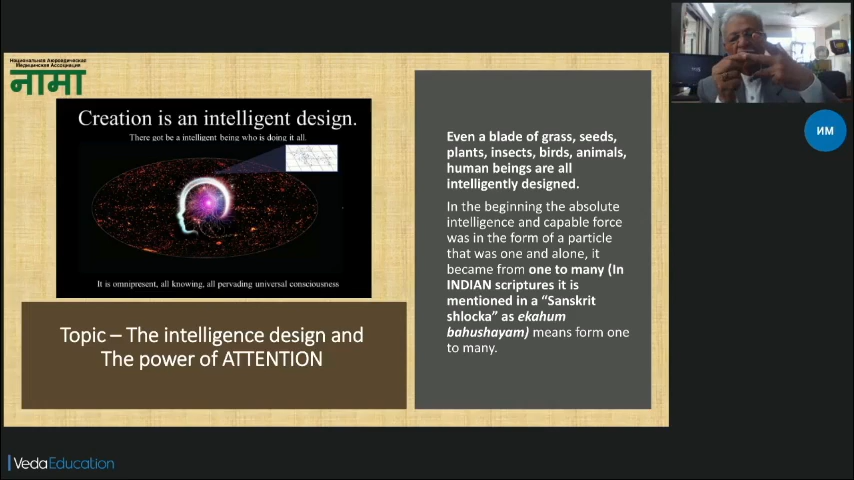 Национальная Аюрведическая
Медицинская Ассоциация
नामा
Creation is an intelligent design.
There got be a intelligent being who is doing it all.
It is omnipresent, all knowing, all pervading universal consciousness
Topic – The intelligence design and
The power of ATTENTION
Even a blade of grass, seeds,
plants, insects, birds, animals,
human beings are all
intelligently designed.
In the beginning the absolute
intelligence and capable force
was in the form of a particle
that was one and alone, it
became from one to many (In
INDIAN scriptures it is
mentioned in a “Sanskrit
shlocka” as ekahum
bahushayam) means form one
to many.
ИМ
VedaEducation